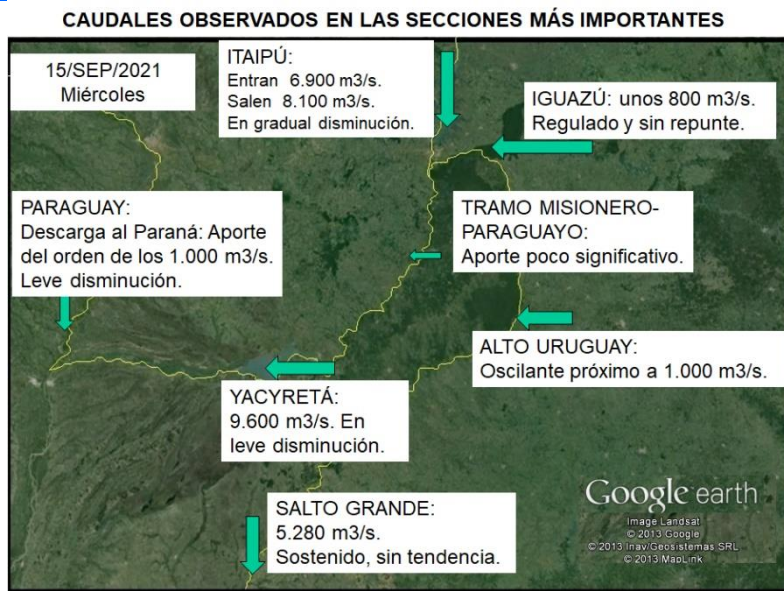 CAUDALES OBSERVADOS EN LAS SECCIONES MÁS IMPORTANTES
15/SEP/2021
Miércoles
ITAIPÚ:
Entran 6.900 m3/s.
Salen 8.100 m3/s.
En gradual disminución.
IGUAZÚ: unos 800 m3/s.
Regulado y sin repunte.
PARAGUAY:
Descarga al Paraná: Aporte
del orden de los 1.000 m3/s.
Leve disminución.
TRAMO MISIONERO-
PARAGUAYO:
Aporte poco significativo.
ALTO URUGUAY:
Oscilante próximo a 1.000 m3/s.
YACYRETÁ:
9.600 m3/s. En
leve disminución.
SALTO GRANDE:
5.280 m3/s.
Sostenido, sin tendencia.
Google earth
Image Landsat
© 2013 Google
© 2013 Inav/Geosistemas SRL
© 2013 MapLink